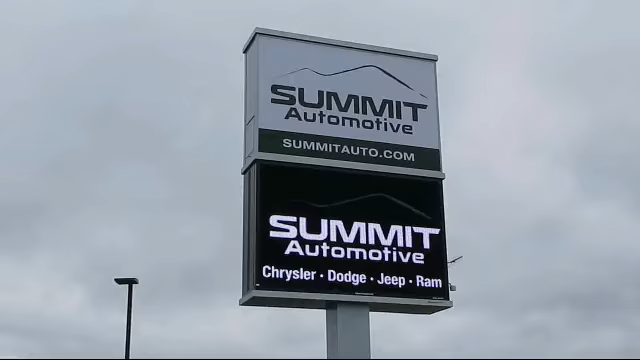 SUMMIT
Automotive
SUMMITAUTO.COM
SUMMIT
Automotive
Chrysler · Dodge · Jeep · Ram